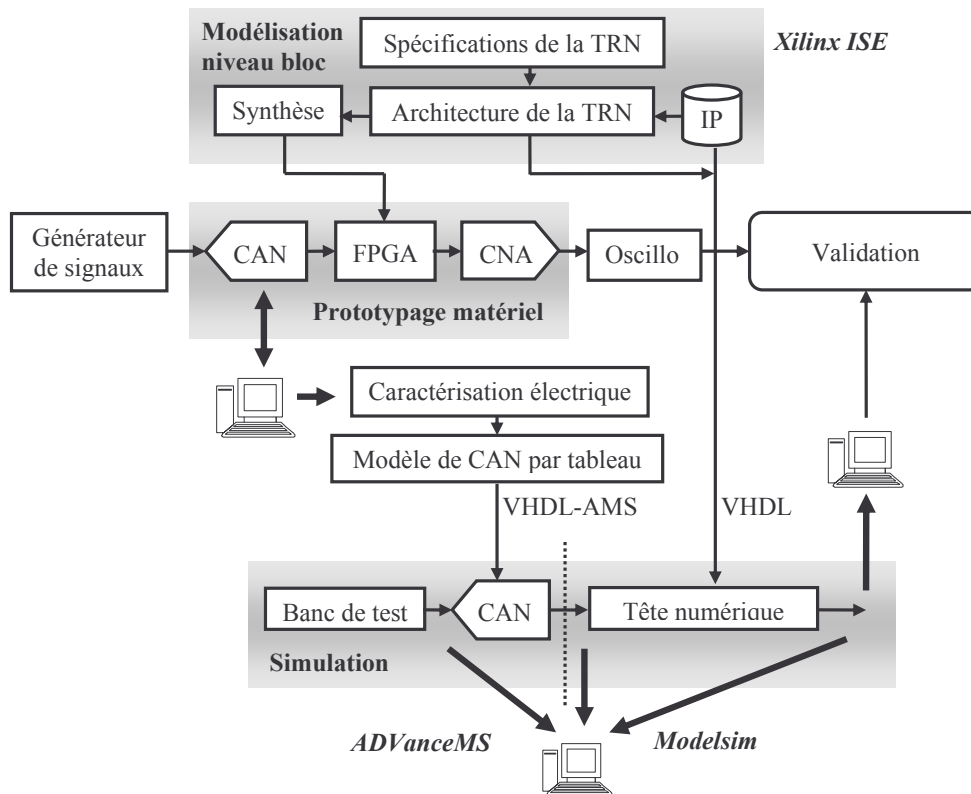 Modélisation
niveau bloc
Spécifications de la TRN
Xilinx ISE
Synthèse
Architecture de la TRN
IP
Générateur
de signaux
CAN
FPGA
CNA
Oscillo
Validation
Prototypage matériel
Caractérisation électrique
Modèle de CAN par tableau
VHDL-AMS
VHDL
Banc de test
CAN
Tête numérique
Simulation
ADVanceMS
Modelsim